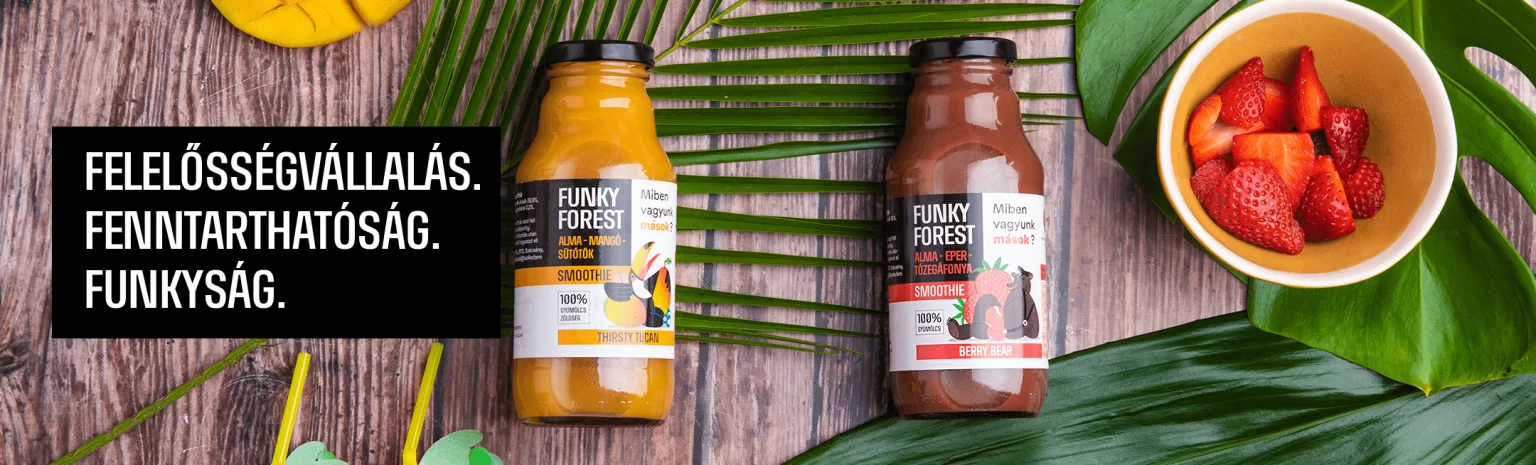 FELELŐSSÉGVÁLLALÁS.
FENNTARTHATÓSÁG.
FUNKYSÁG.
FUNKY
FOREST
ALMA - MANGÓ -
SÜTŐTÖK
SMOOTHIE
100%
GYÜMÖLCS
ZÖLDSÉG
THIRSTY TUCAN
Miben
vagyunk
mások?
FUNKY
FOREST
ALMA - EPER -
TŐZEGÁFONYA
SMOOTHIE
100%
GYÜMÖLCS
BERRY BEAR
Miben
vagyunk
mások?